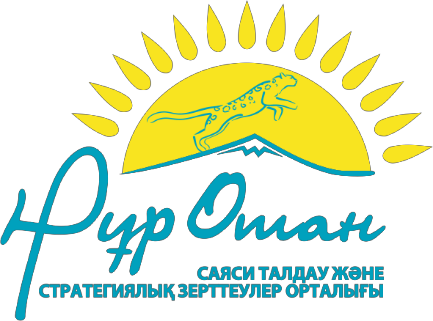 Нұр Отан
САЯСИ ТАЛДАУ ЖӘНЕ
СТРАТЕГИЯЛЫҚ ЗЕРТТЕУЛЕР ОРТАЛЫҒЫ